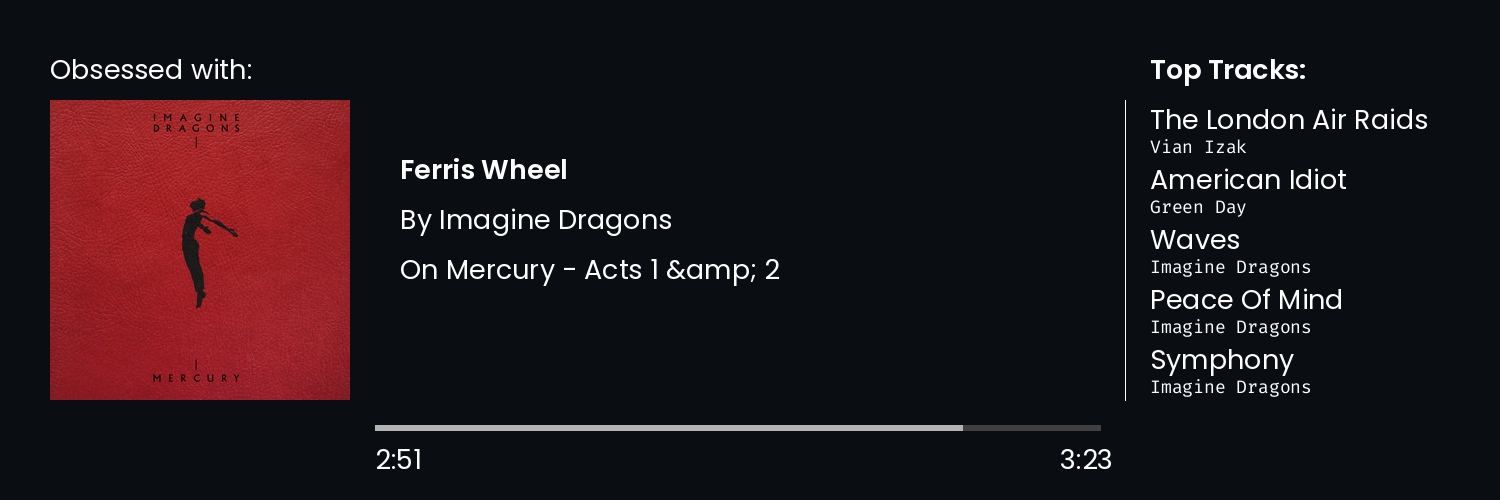 Obsessed with:
IMAGINE
DRAGONS
MERCURY
Ferris Wheel
By Imagine Dragons
On Mercury - Acts 1 &amp; 2
2:51
3:23
Top Tracks:
The London Air Raids
Vian Izak
American Idiot
Green Day
Waves
Imagine Dragons
Peace Of Mind
Imagine Dragons
Symphony
Imagine Dragons